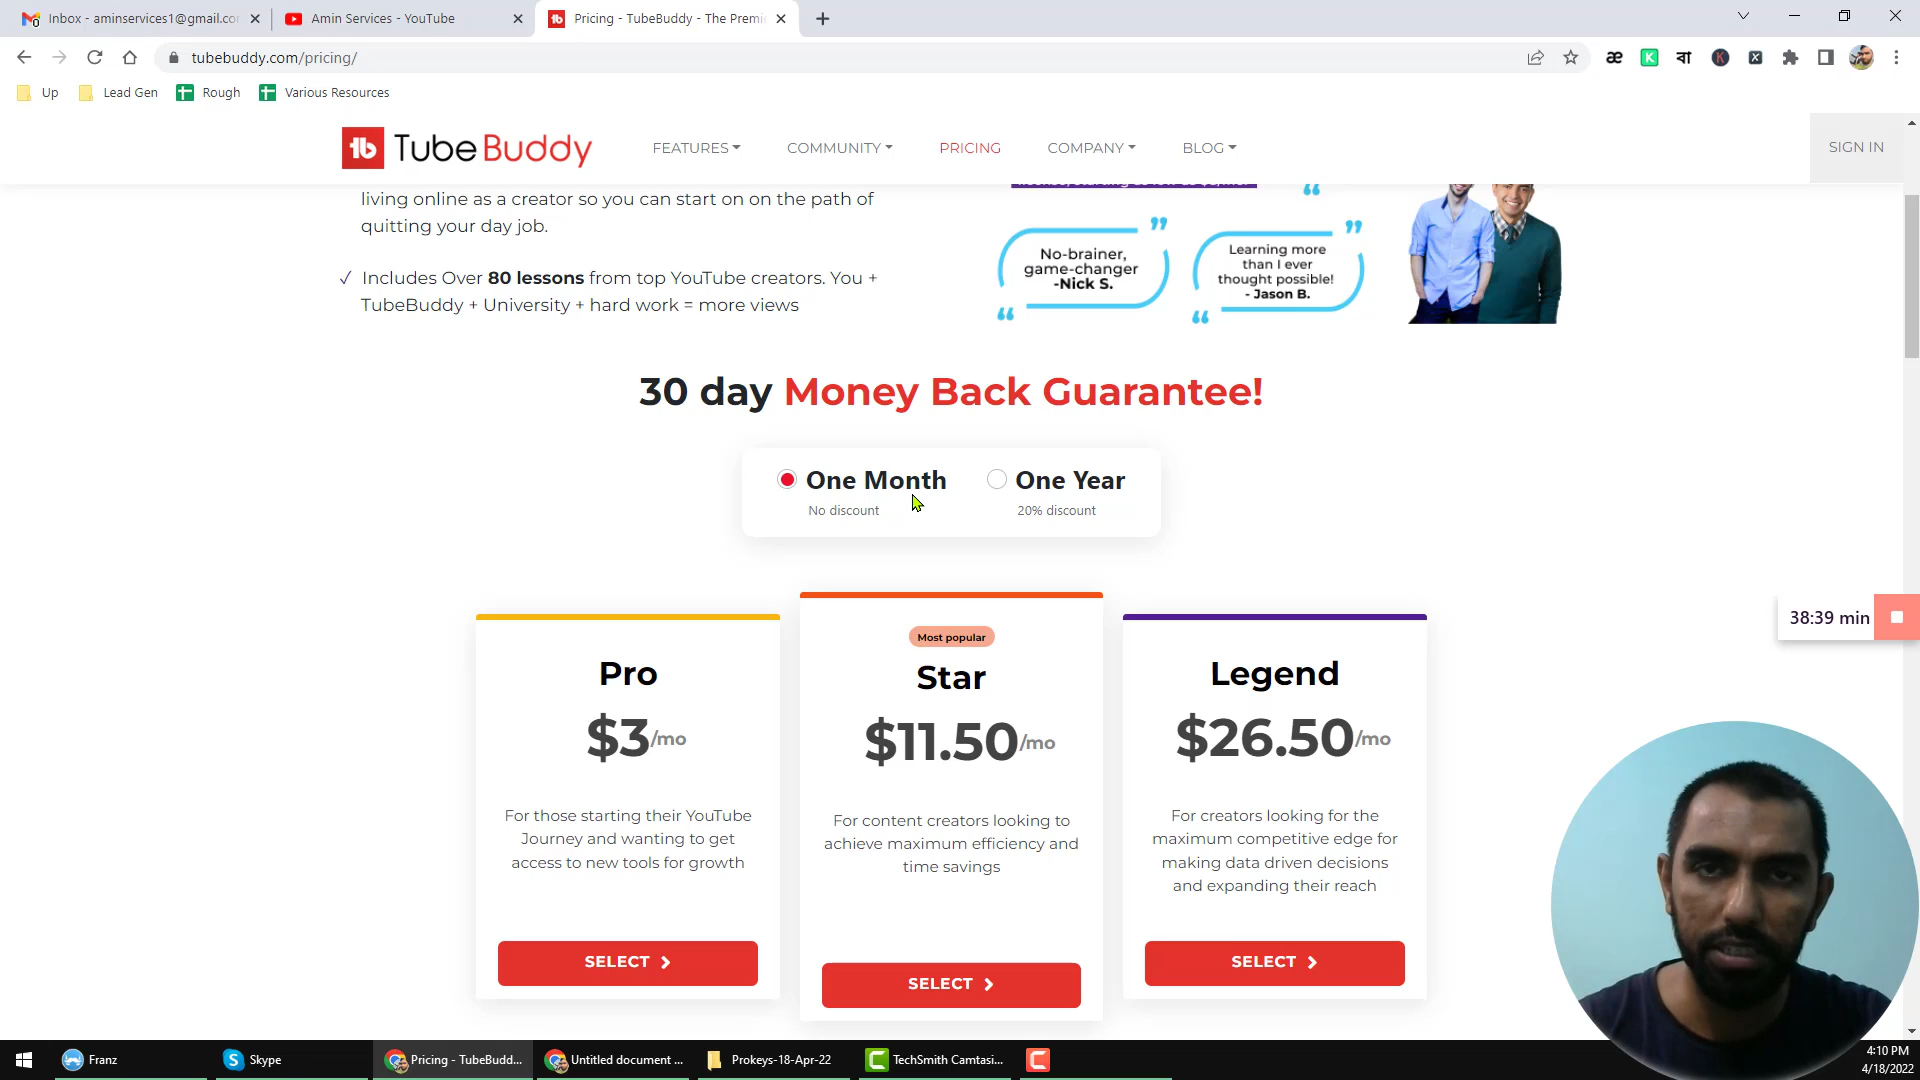 Inbox - aminservices1@gmail.co
Amin Services - YouTube
Pricing - TubeBuddy - The Premi
tubebuddy.com/pricing/
Up
Lead Gen
Rough
Various Resources
TubeBuddy
FEATURES
COMMUNITY
PRICING
COMPANY
BLOG
SIGN IN
living online as a creator so you can start on on the path of
quitting your day job.
✓ Includes Over 80 lessons from top YouTube creators. You +
TubeBuddy + University + hard work = more views
No-brainer,
game-changer
-Nick S.
Learning more
than I ever
thought possible!
- Jason B.
30 day Money Back Guarantee!
One Month
No discount
One Year
20% discount
38:39 min
Pro
$3/mo
For those starting their YouTube
Journey and wanting to get
access to new tools for growth
SELECT
Most popular
Star
$11.50/mo
For content creators looking to
achieve maximum efficiency and
time savings
SELECT
Legend
$26.50/mo
For creators looking for the
maximum competitive edge for
making data driven decisions
and expanding their reach
SELECT
Franz
Skype
Pricing - TubeBudd...
Untitled document ...
Prokeys-18-Apr-22
TechSmith Camtasi...
4:10 PM
4/18/2022